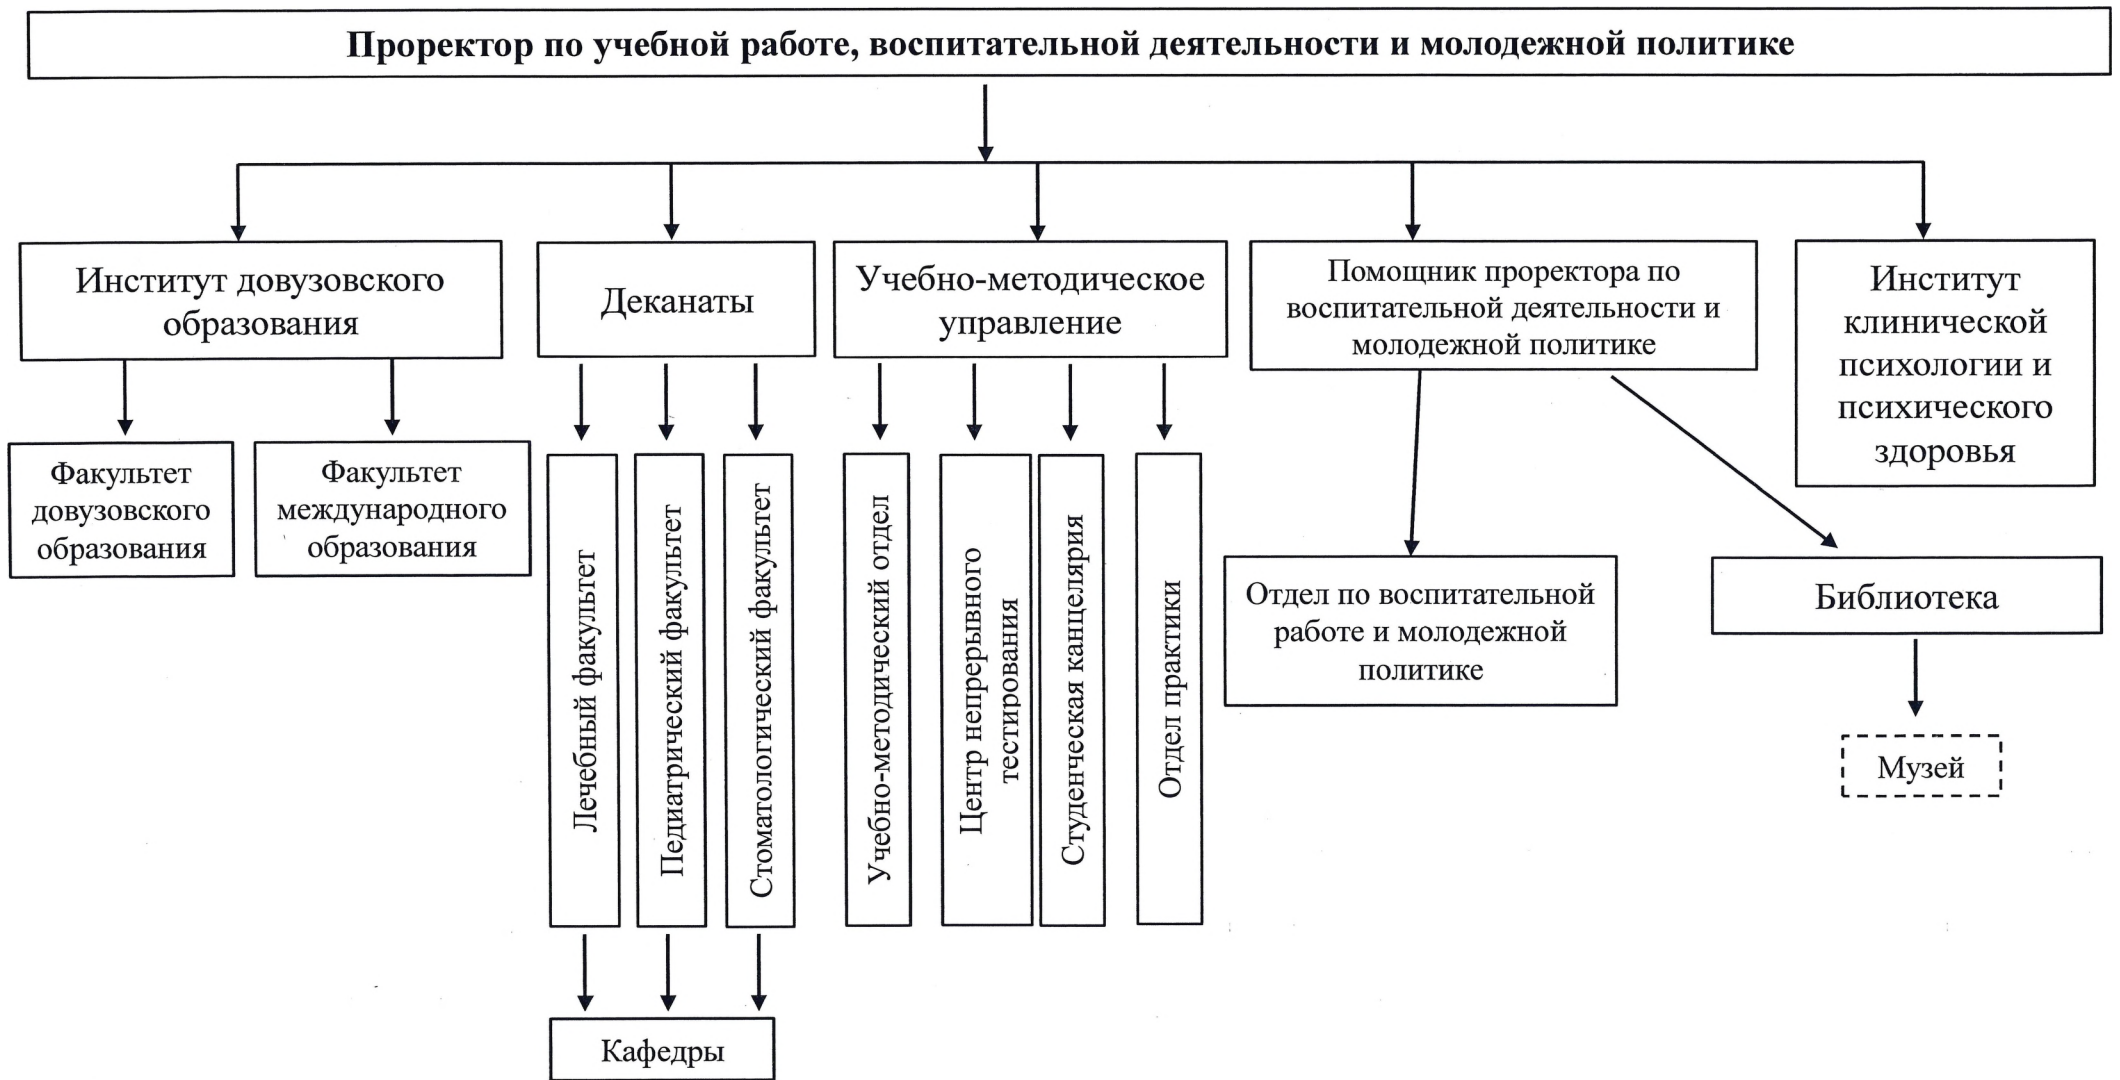 Проректор по учебной работе, воспитательной деятельности и молодежной политике
Институт довузовского
образования
Деканаты
Учебно-методическое
управление
Помощник проректора по
воспитательной деятельности и
молодежной политике
Институт
клинической
психологии и
психического
здоровья
Факультет
довузовского
образования
Факультет
международного
образования
Лечебный факультет
Педиатрический факультет
Стоматологический факультет
Учебно-методический отдел
Центр непрерывного
тестирования
Студенческая канцелярия
Отдел практики
Отдел по воспитательной
работе и молодежной
политике
Библиотека
Музей
Кафедры